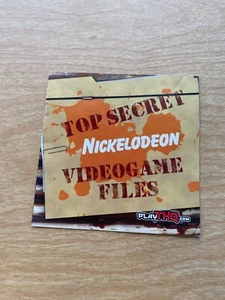 TOP SECRET
NICKELODEON
VIDEOGAME
FILES
PLAYTHQ.COM